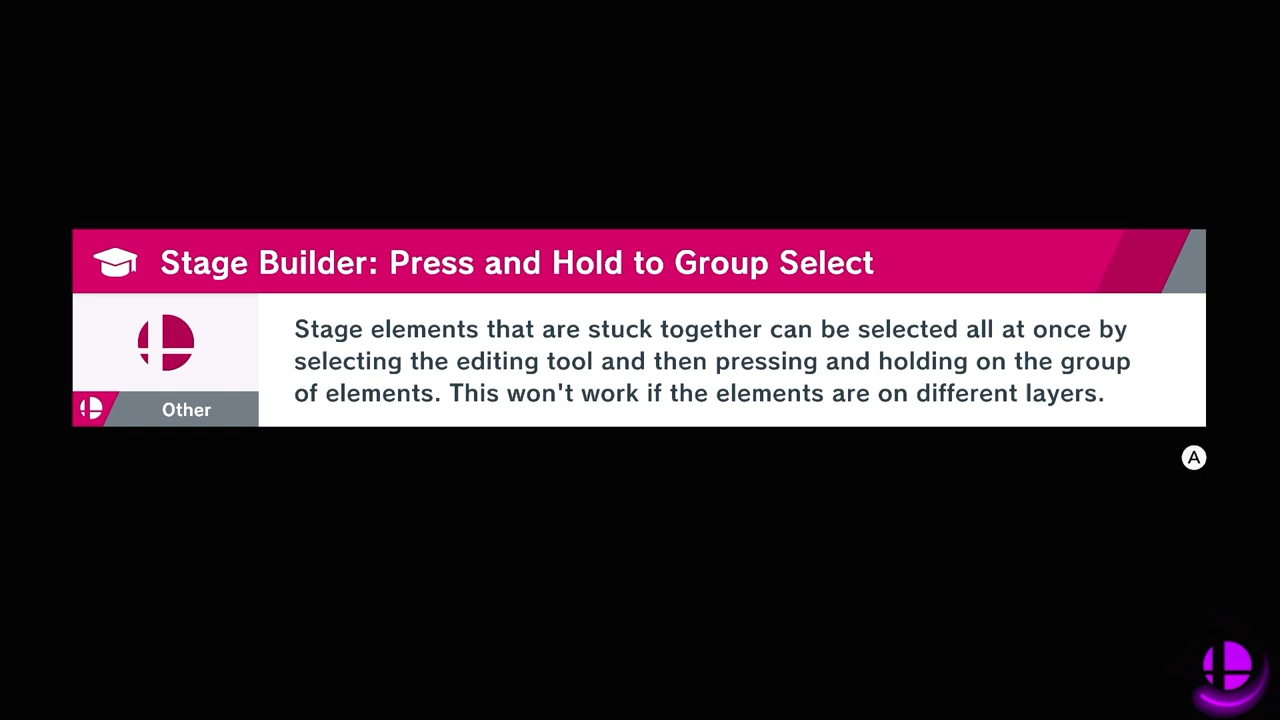 Stage Builder: Press and Hold to Group Select
Stage elements that are stuck together can be selected all at once by
selecting the editing tool and then pressing and holding on the group
of elements. This won't work if the elements are on different layers.
Other
A